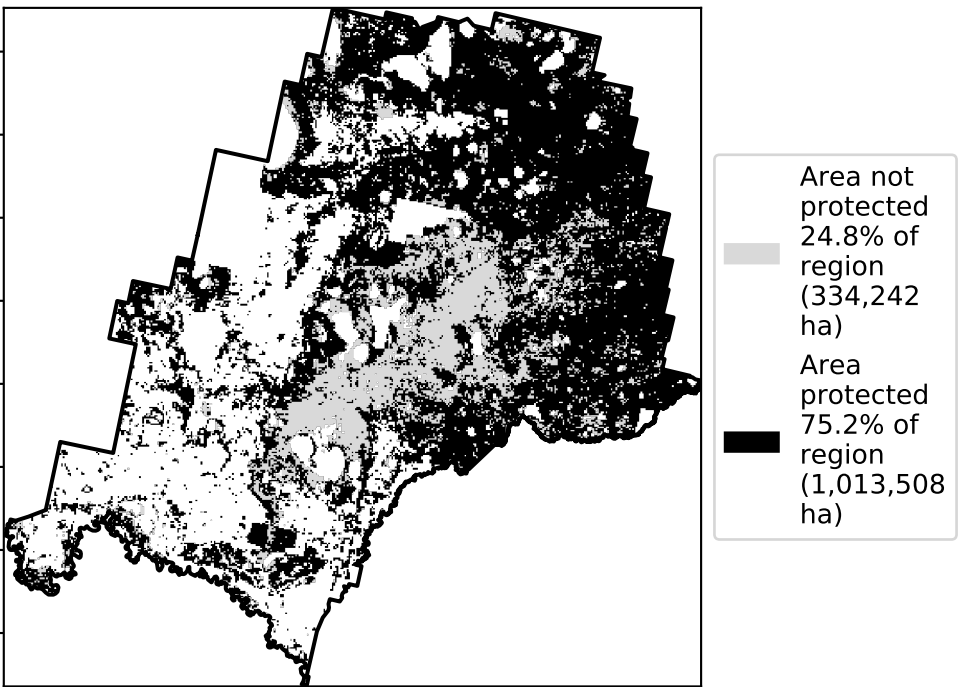 Area not
protected
24.8% of
region
(334,242
ha)
Area
protected
75.2% of
region
(1,013,508
ha)